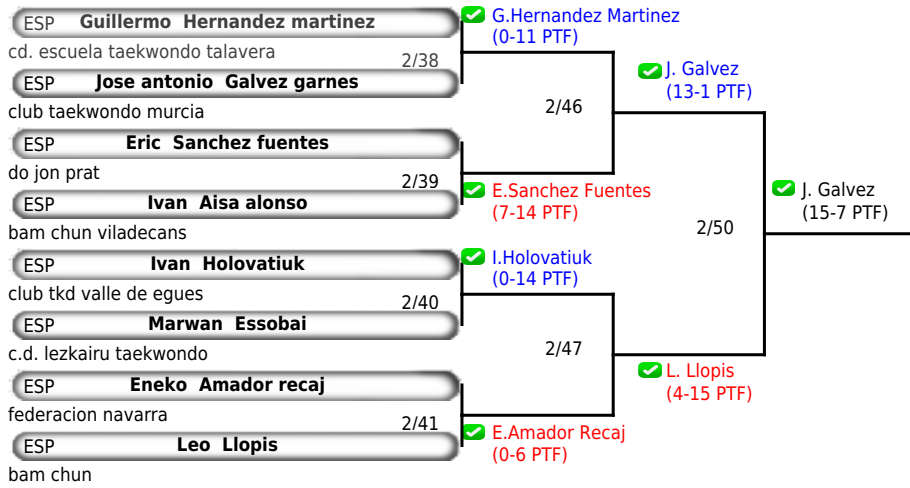 ESP Guillermo Hernandez martinez
cd. escuela taekwondo talavera
2/38
ESP Jose antonio Galvez garnes
club taekwondo murcia
ESP Eric Sanchez fuentes
do jon prat
2/39
ESP Ivan Aisa alonso
bam chun viladecans
ESP Ivan Holovatiuk
club tkd valle de egues
2/40
ESP Marwan Essobai
c.d. lezkairu taekwondo
ESP Eneko Amador recaj
federacion navarra
2/41
ESP Leo Llopis
bam chun
G.Hernandez Martinez
(0-11 PTF)
2/46
E.Sanchez Fuentes
(7-14 PTF)
I.Holovatiuk
(0-14 PTF)
2/47
E.Amador Recaj
(0-6 PTF)
J. Galvez
(13-1 PTF)
2/50
L. Llopis
(4-15 PTF)
J. Galvez
(15-7 PTF)